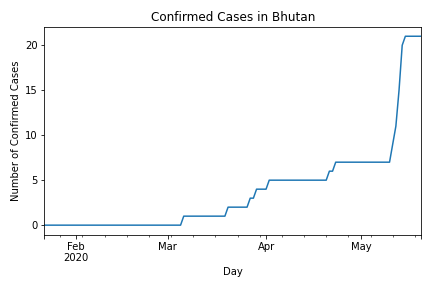 Confirmed Cases in Bhutan
Number of Confirmed Cases
20
15
10
5
0
Feb
2020
Mar
Apr
May
Day